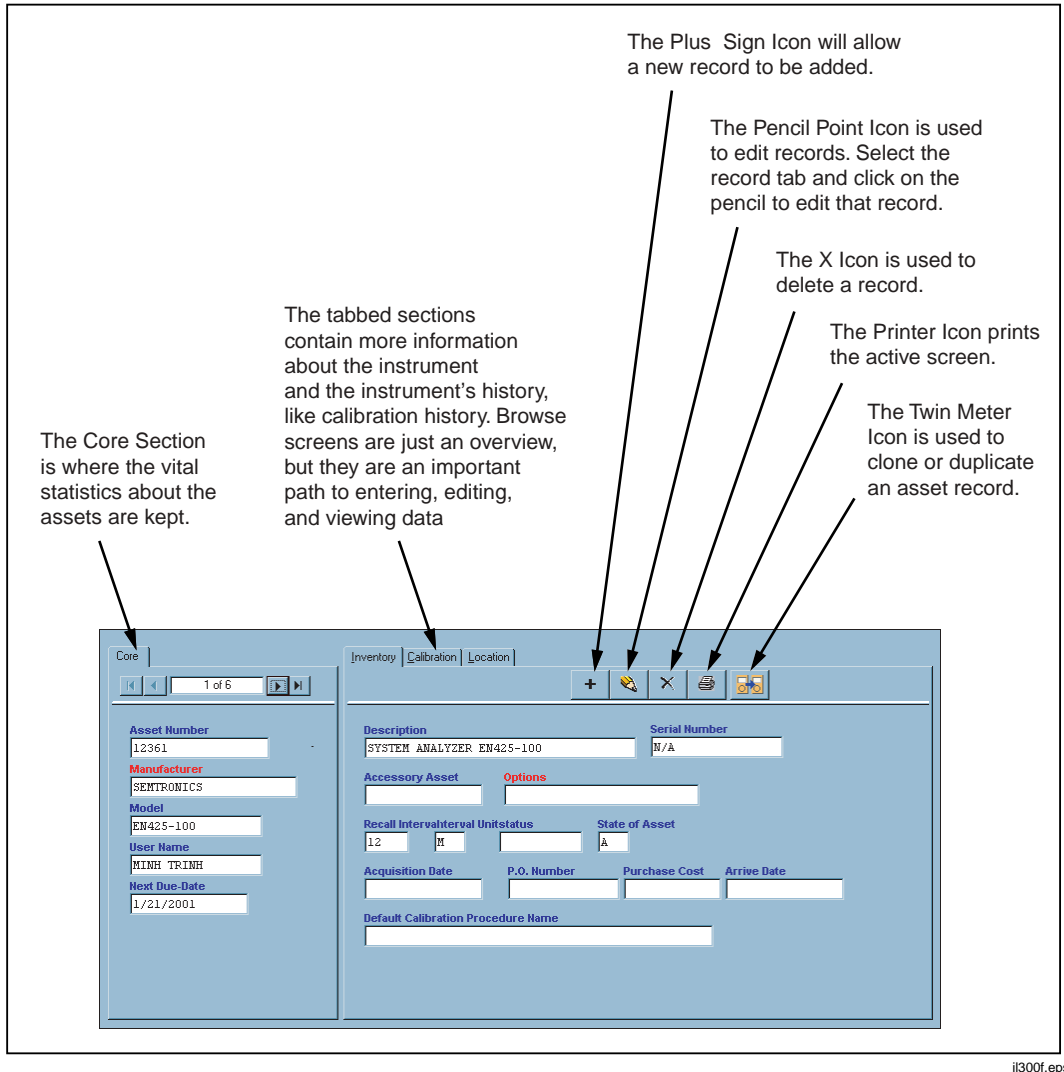 The Plus Sign Icon will allow
a new record to be added.
The Pencil Point Icon is used
to edit records. Select the
record tab and click on the
pencil to edit that record.
The X Icon is used to
delete a record.
The Printer Icon prints
the active screen.
The Twin Meter
Icon is used to
clone or duplicate
an asset record.
The tabbed sections
contain more information
about the instrument
and the instrument’s history,
like calibration history. Browse
screens are just an overview,
but they are an important
path to entering, editing,
and viewing data
The Core Section
is where the vital
statistics about the
assets are kept.
Core
1 of 6
Asset Number
12361
Manufacturer
SEMTRONICS
Model
EN425-100
User Name
MINH TRINH
Next Due-Date
1/21/2001
Inventory Calibration Location
Description Serial Number
SYSTEM ANALYZER EN425-100 N/A
Accessory Asset Options
Recall Intervahterval Unitstatus State of Asset
12 M A
Acquisition Date P.O. Number Purchase Cost Arrive Date
Default Calibration Procedure Name